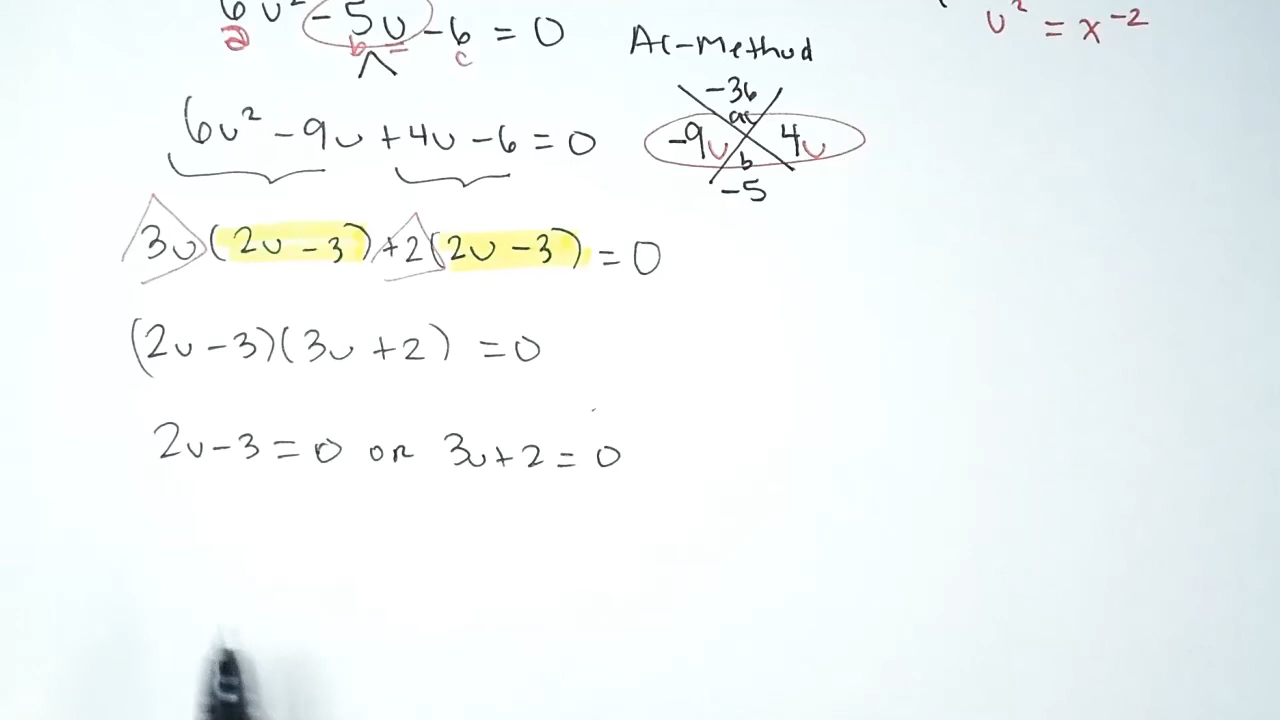 6u² - 5u - 6 = 0
a b c
AC-Method
u² = x⁻²
-36
ac
-9u 4u
b
-5
6u² - 9u + 4u - 6 = 0
3u(2u - 3) + 2(2u - 3) = 0
(2u - 3)(3u + 2) = 0
2u - 3 = 0 or 3u + 2 = 0